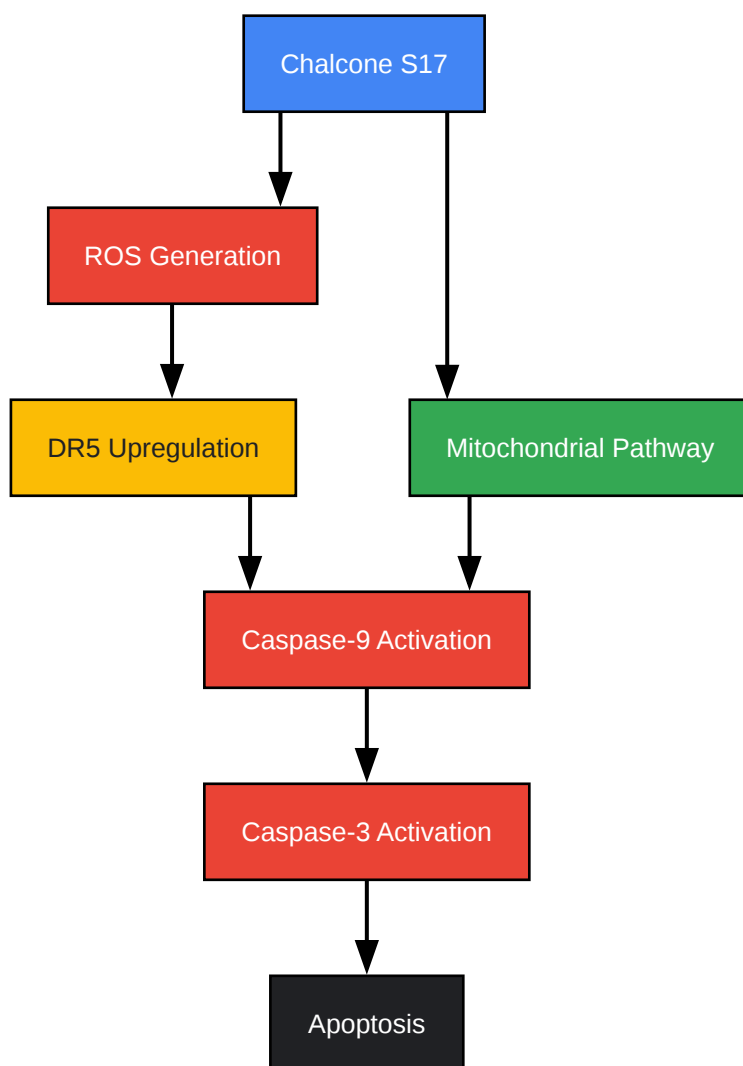 Chalcone S17
ROS Generation
DR5 Upregulation
Mitochondrial Pathway
Caspase-9 Activation
Caspase-3 Activation
Apoptosis